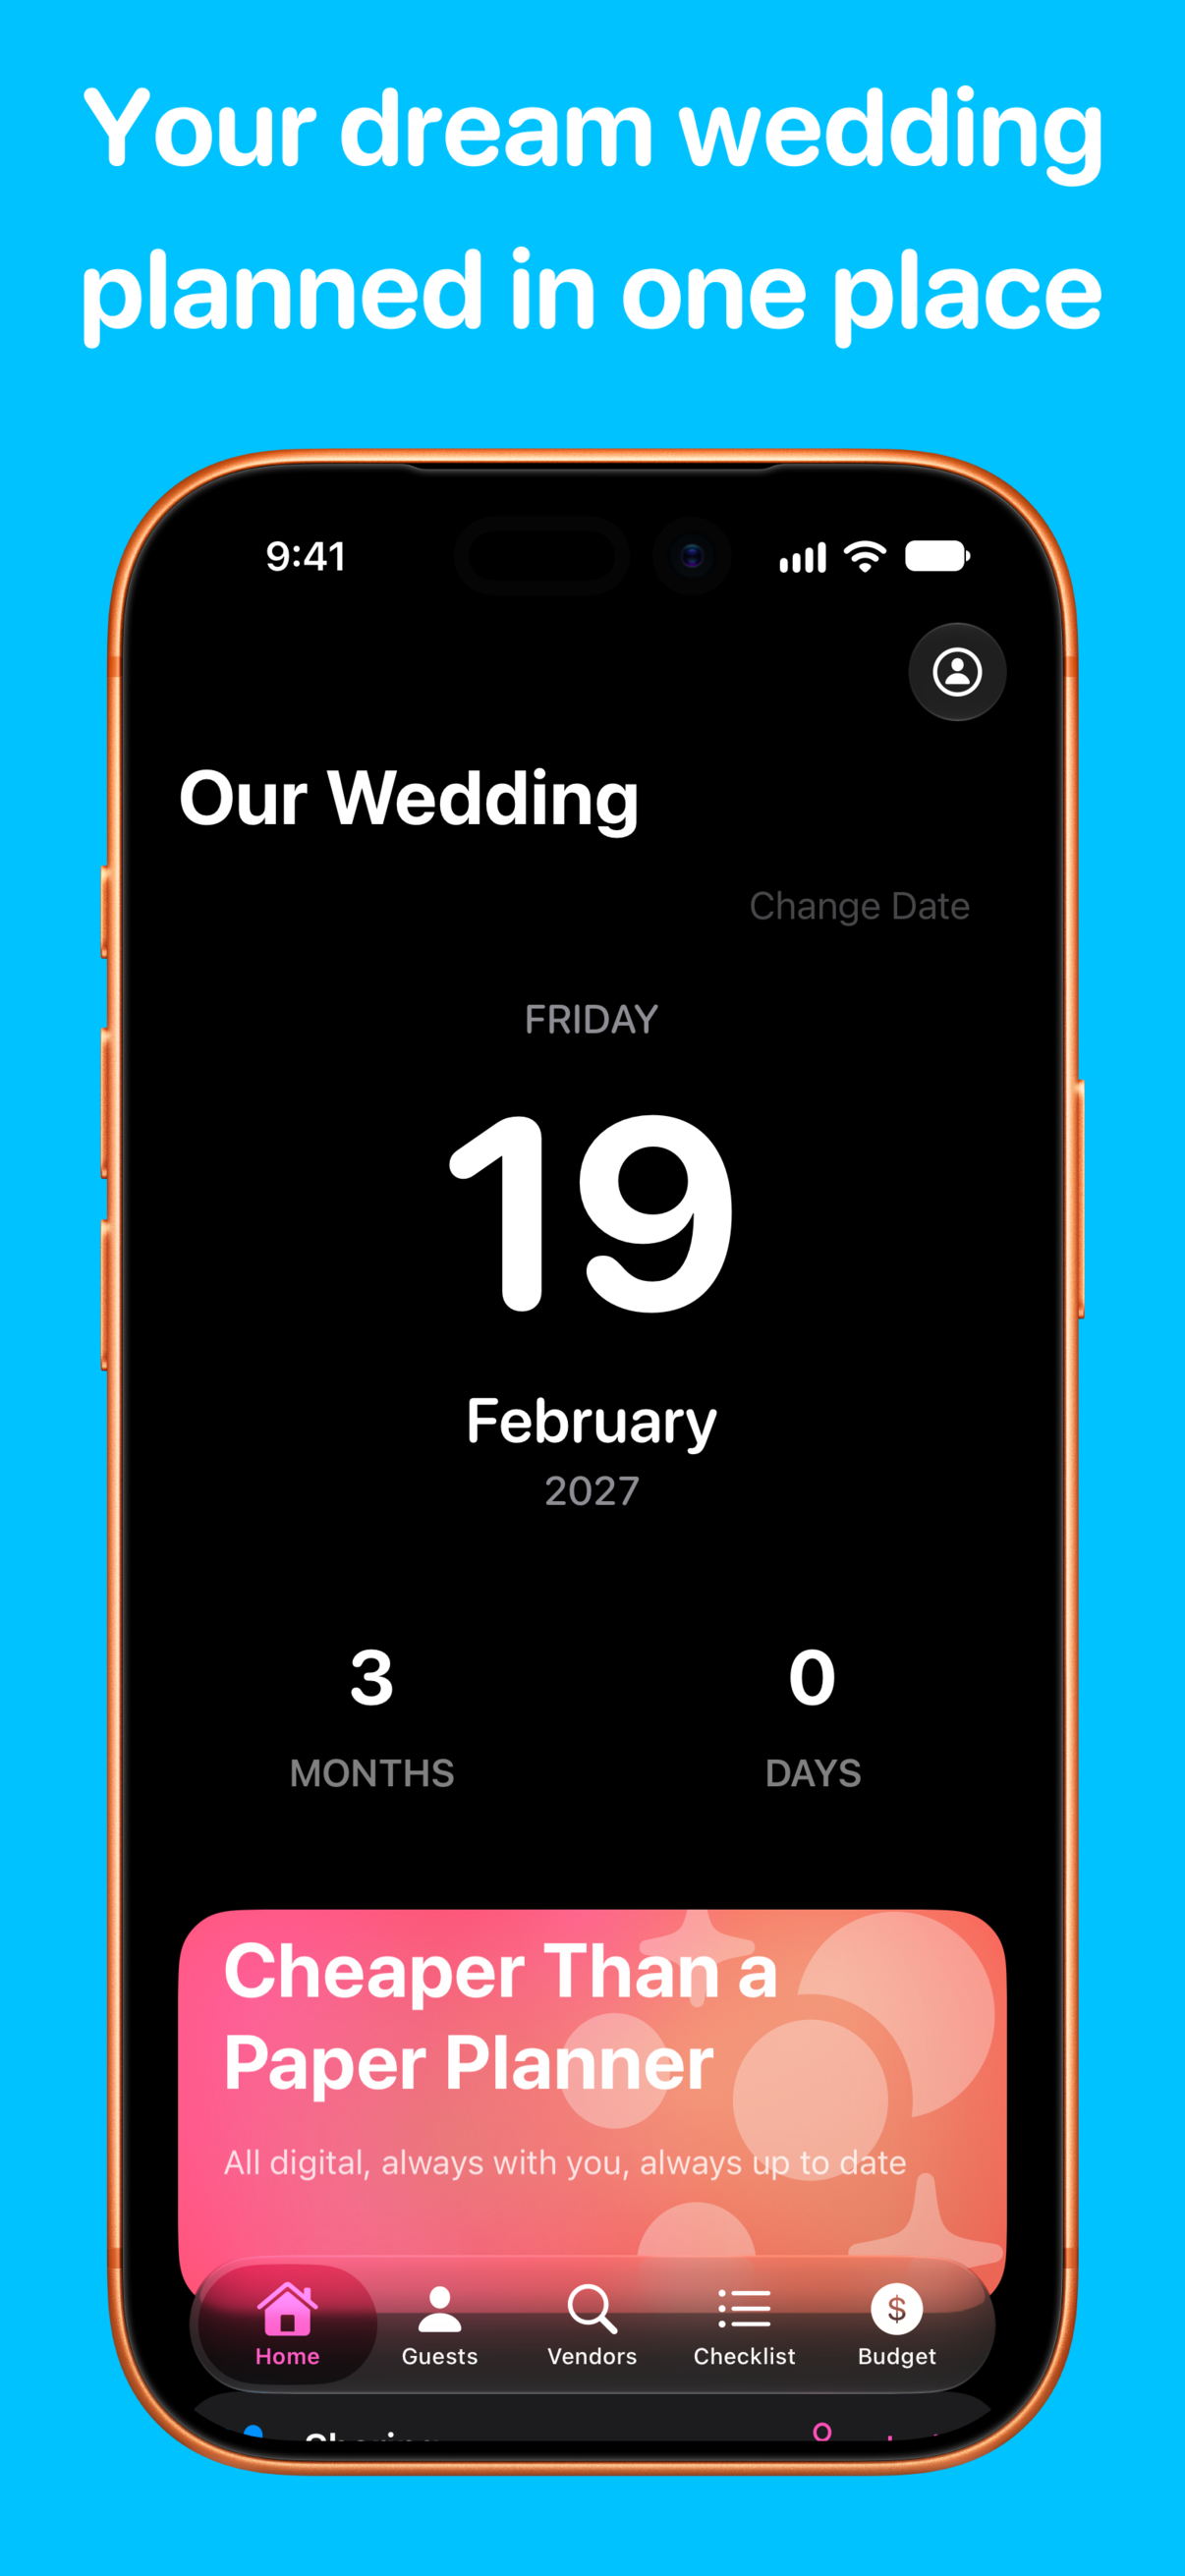 Your dream wedding
planned in one place
9:41
Our Wedding
Change Date
FRIDAY
19
February
2027
3
0
MONTHS
DAYS
Cheaper Than a
Paper Planner
All digital, always with you, always up to date
$
Home
Guests
Vendors
Checklist
Budget